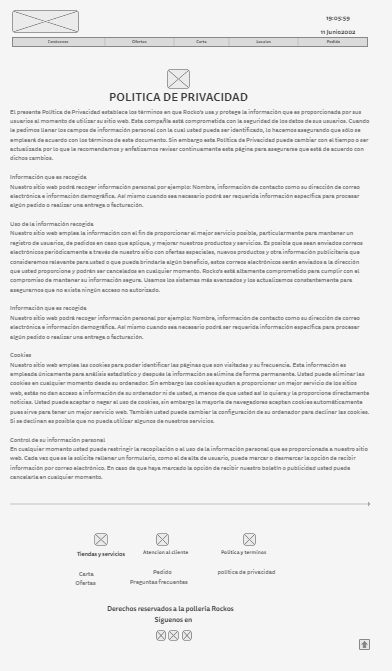 19:05:59
11 Junio2002
Conócenos Ofertas Carta Locales Pedido
POLITICA DE PRIVACIDAD
El presente Política de Privacidad establece los términos en que Rocko's usa y protege la información que es proporcionada por sus
usuarios al momento de utilizar su sitio web. Esta compañía está comprometida con la seguridad de los datos de sus usuarios. Cuando
le pedimos llenar los campos de información personal con la cual usted pueda ser identificado, lo hacemos asegurando que sólo se
empleará de acuerdo con los términos de este documento. Sin embargo esta Política de Privacidad puede cambiar con el tiempo o ser
actualizada por lo que le recomendamos y enfatizamos revisar continuamente esta página para asegurarse que está de acuerdo con
dichos cambios.
Información que es recogida
Nuestro sitio web podrá recoger información personal por ejemplo: Nombre, información de contacto como su dirección de correo
electrónica e información demográfica. Así mismo cuando sea necesario podrá ser requerida información específica para procesar
algún pedido o realizar una entrega o facturación.
Uso de la información recogida
Nuestro sitio web emplea la información con el fin de proporcionar el mejor servicio posible, particularmente para mantener un
registro de usuarios, de pedidos en caso que aplique, y mejorar nuestros productos y servicios. Es posible que sean enviados correos
electrónicos periódicamente a través de nuestro sitio con ofertas especiales, nuevos productos y otra información publicitaria que
consideremos relevante para usted o que pueda brindarle algún beneficio, estos correos electrónicos serán enviados a la dirección
que usted proporcione y podrán ser cancelados en cualquier momento. Rocko's está altamente comprometido para cumplir con el
compromiso de mantener su información segura. Usamos los sistemas más avanzados y los actualizamos constantemente para
asegurarnos que no exista ningún acceso no autorizado.
Información que es recogida
Nuestro sitio web podrá recoger información personal por ejemplo: Nombre, información de contacto como su dirección de correo
electrónica e información demográfica. Así mismo cuando sea necesario podrá ser requerida información específica para procesar
algún pedido o realizar una entrega o facturación.
Cookies
Nuestro sitio web emplea las cookies para poder identificar las páginas que son visitadas y su frecuencia. Esta información es
empleada únicamente para análisis estadístico y después la información se elimina de forma permanente. Usted puede eliminar las
cookies en cualquier momento desde su ordenador. Sin embargo las cookies ayudan a proporcionar un mejor servicio de los sitios
web, estás no dan acceso a información de su ordenador ni de usted, a menos de que usted así lo quiera y la proporcione directamente
noticias. Usted puede aceptar o negar el uso de cookies, sin embargo la mayoría de navegadores aceptan cookies automáticamente
pues sirve para tener un mejor servicio web. También usted puede cambiar la configuración de su ordenador para declinar las cookies.
Si se declinan es posible que no pueda utilizar algunos de nuestros servicios.
Control de su información personal
En cualquier momento usted puede restringir la recopilación o el uso de la información personal que es proporcionada a nuestro sitio
web. Cada vez que se le solicite rellenar un formulario, como el de alta de usuario, puede marcar o desmarcar la opción de recibir
información por correo electrónico. En caso de que haya marcado la opción de recibir nuestro boletín o publicidad usted puede
cancelarla en cualquier momento.
Tiendas y servicios Atencion al cliente Politica y terminos
Carta Pedido politica de privacidad
Ofertas Preguntas frecuentas
Derechos reservados a la polleria Rockos
Siguenos en